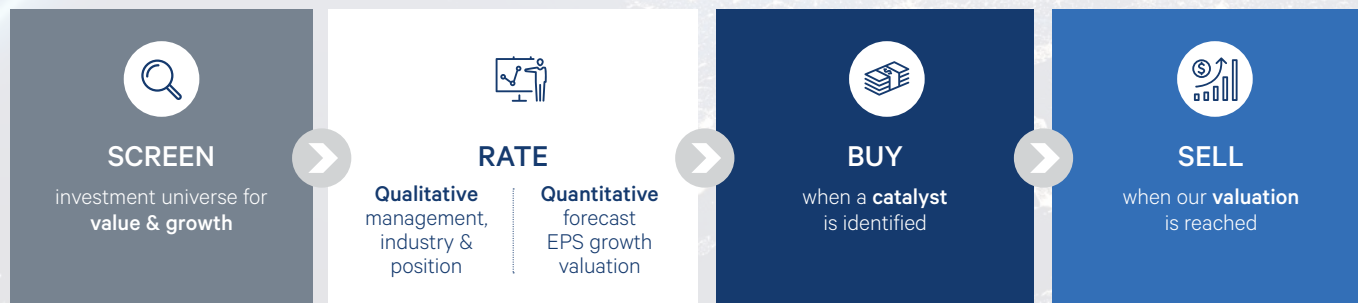 SCREEN
investment universe for
value & growth
RATE
Qualitative
management,
industry &
position
Quantitative
forecast
EPS growth
valuation
BUY
when a catalyst
is identified
$
SELL
when our valuation
is reached
$